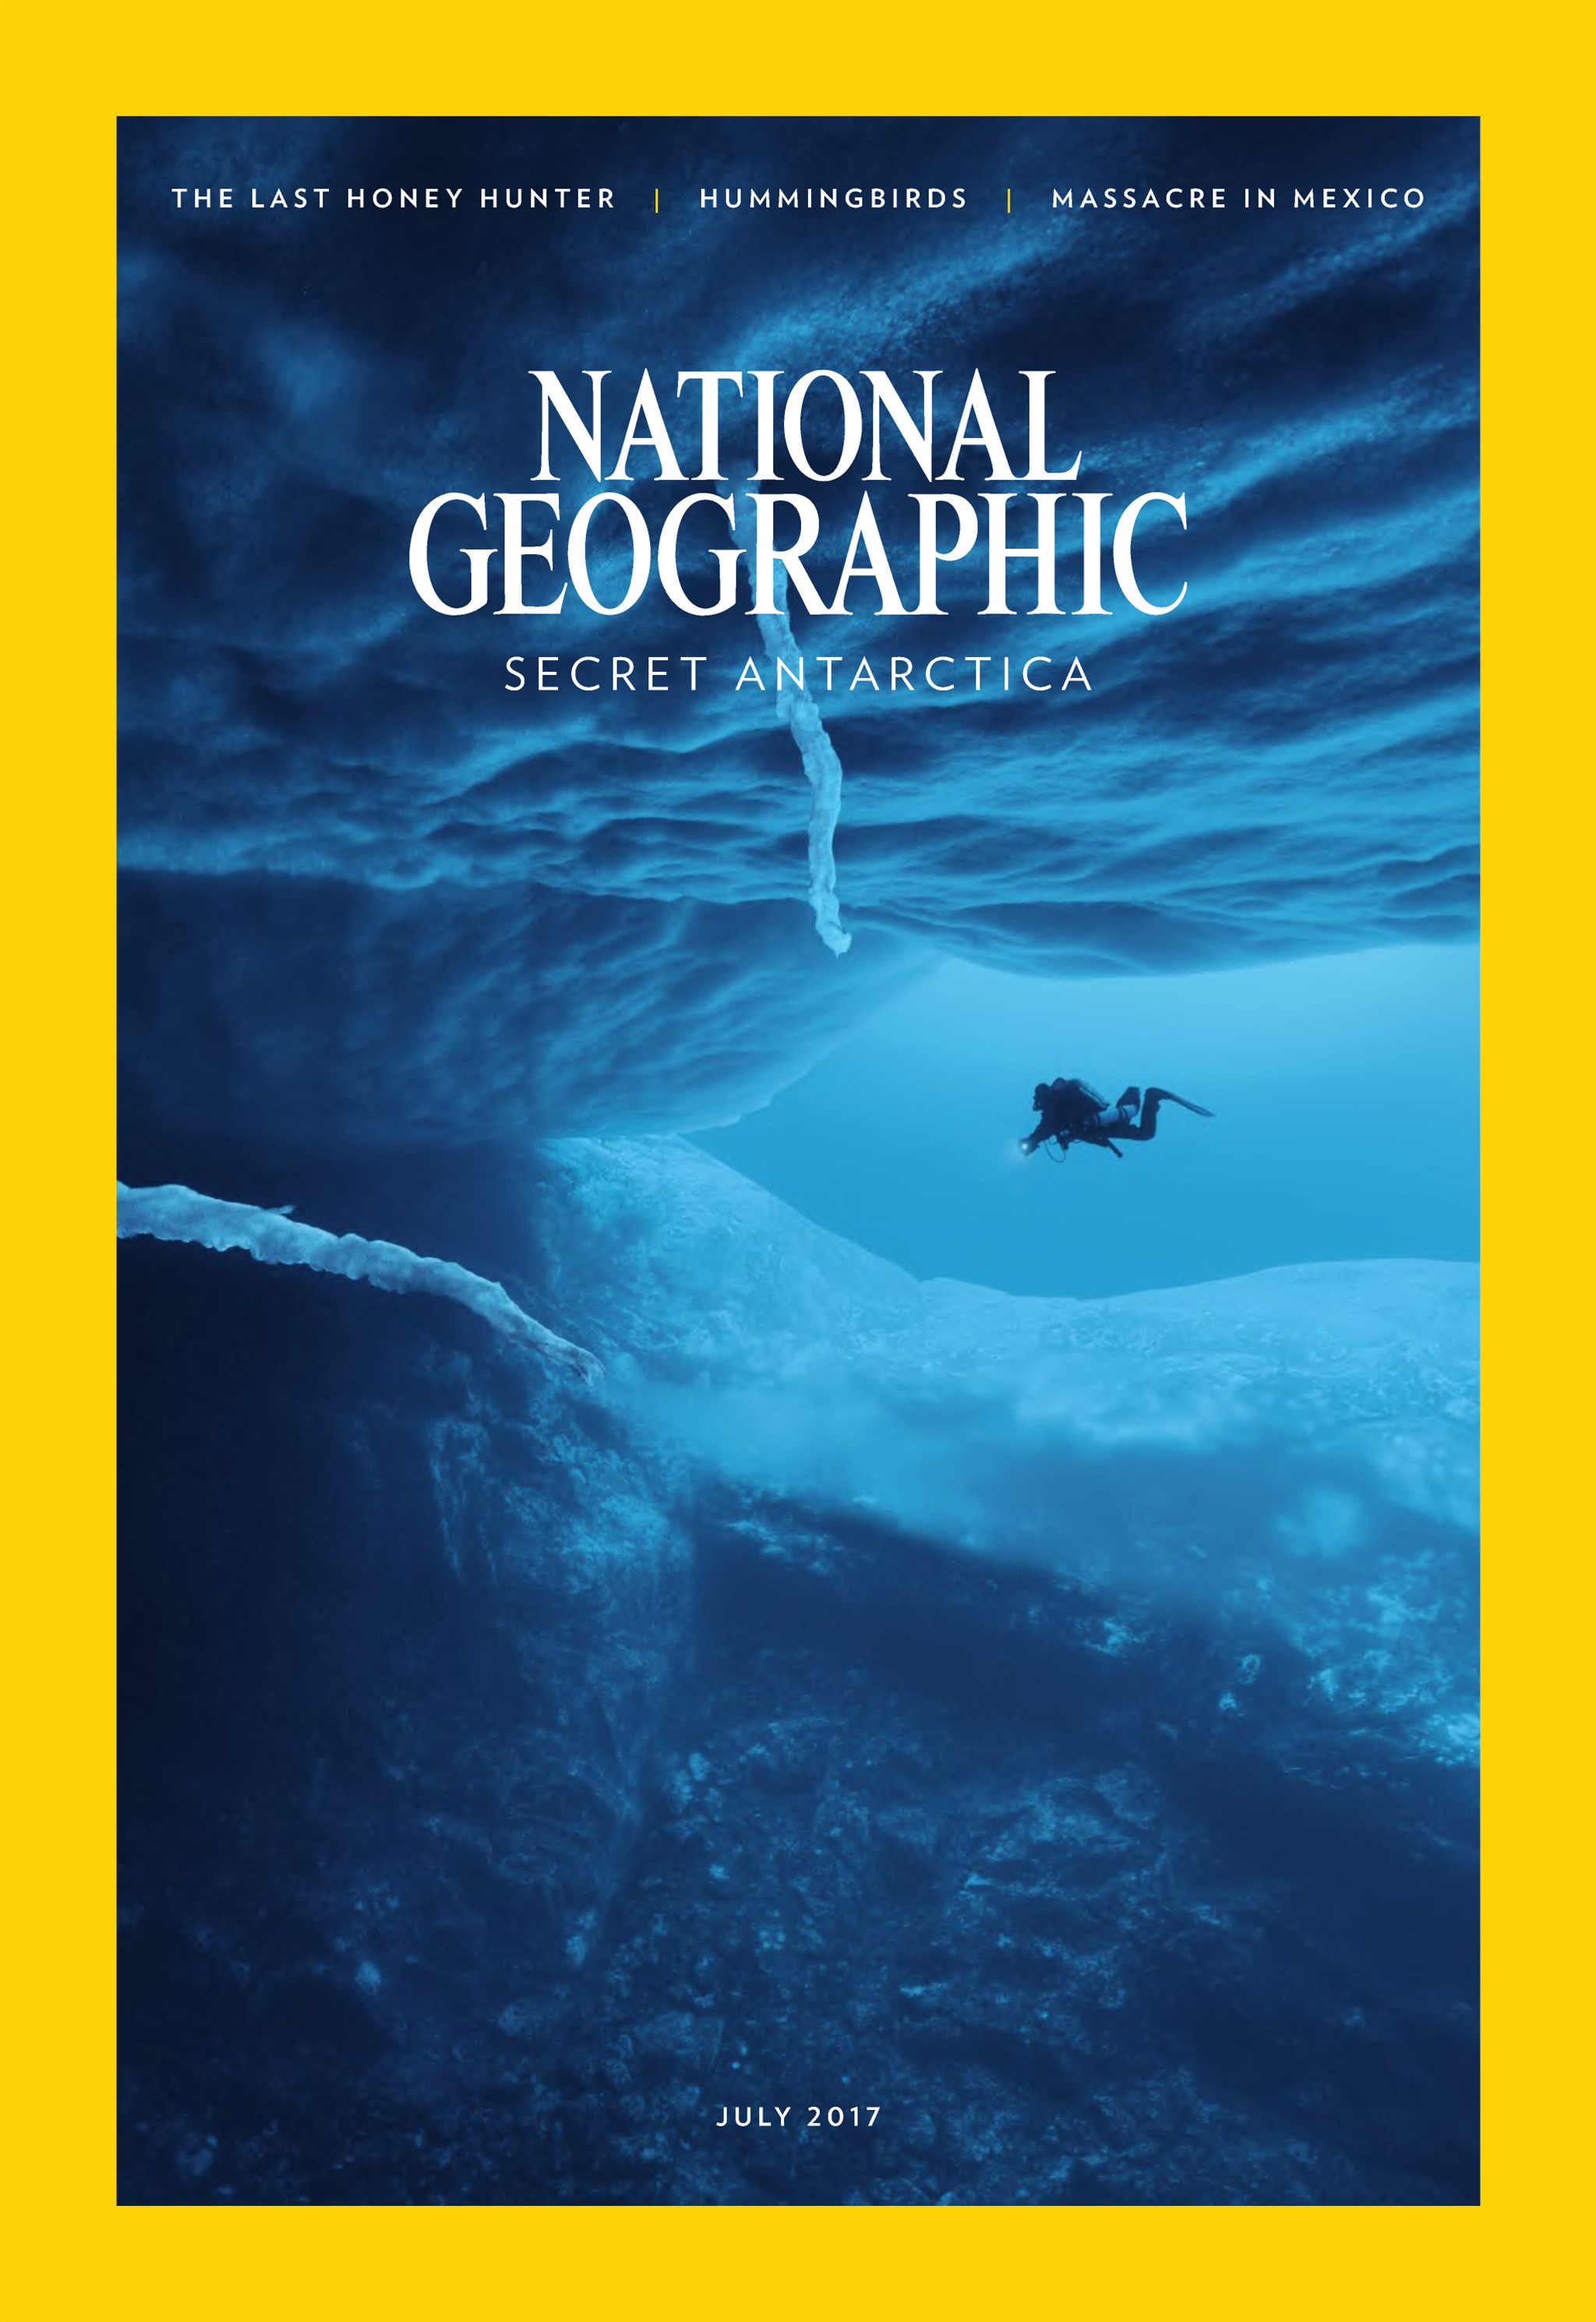 THE LAST HONEY HUNTER | HUMMINGBIRDS | MASSACRE IN MEXICO
NATIONAL
GEOGRAPHIC
SECRET ANTARCTICA
JULY 2017